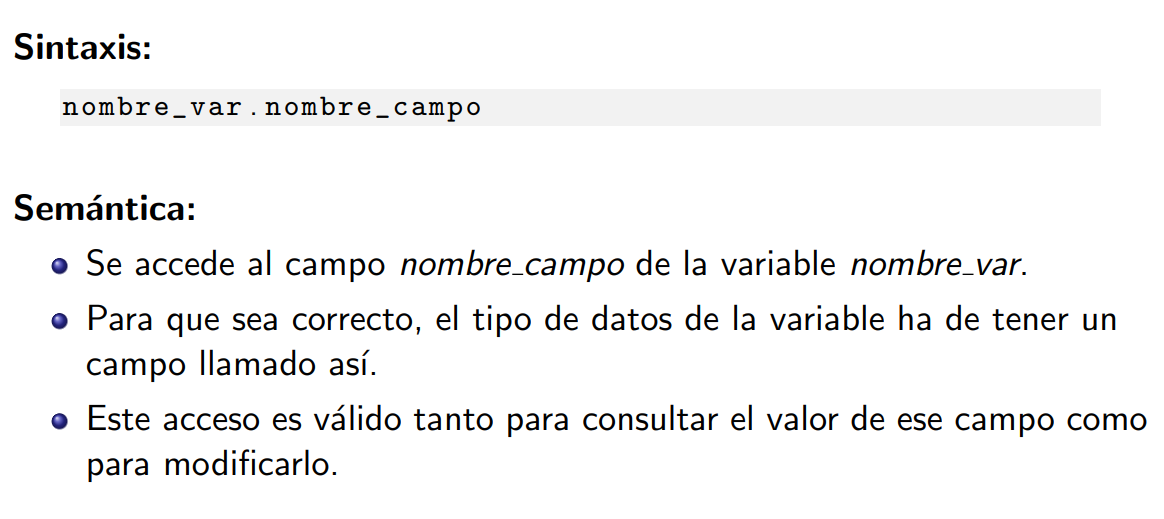 Sintaxis:
nombre_var.nombre_campo
Semántica:
Se accede al campo nombre_campo de la variable nombre_var.
Para que sea correcto, el tipo de datos de la variable ha de tener un
campo llamado así.
Este acceso es válido tanto para consultar el valor de ese campo como
para modificarlo.